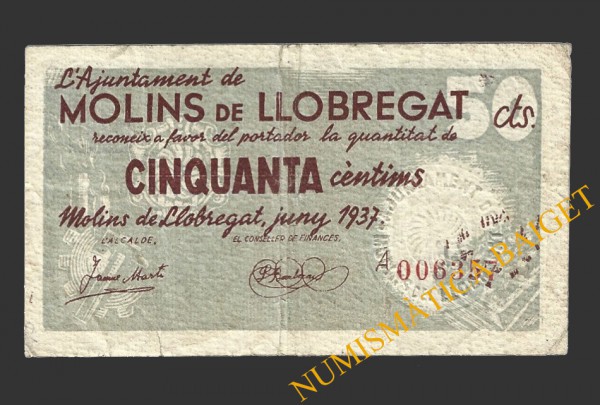 L'Ajuntament de
MOLINS DE LLOBREGAT 50 cts.
reconeix a favor del portador la quantitat de
CINQUANTA cèntims
Molins de Llobregat, juny 1937.
L'ALCALDE, EL CONSELLER DE FINANCES,
A
NUMISMATICA BAIGET